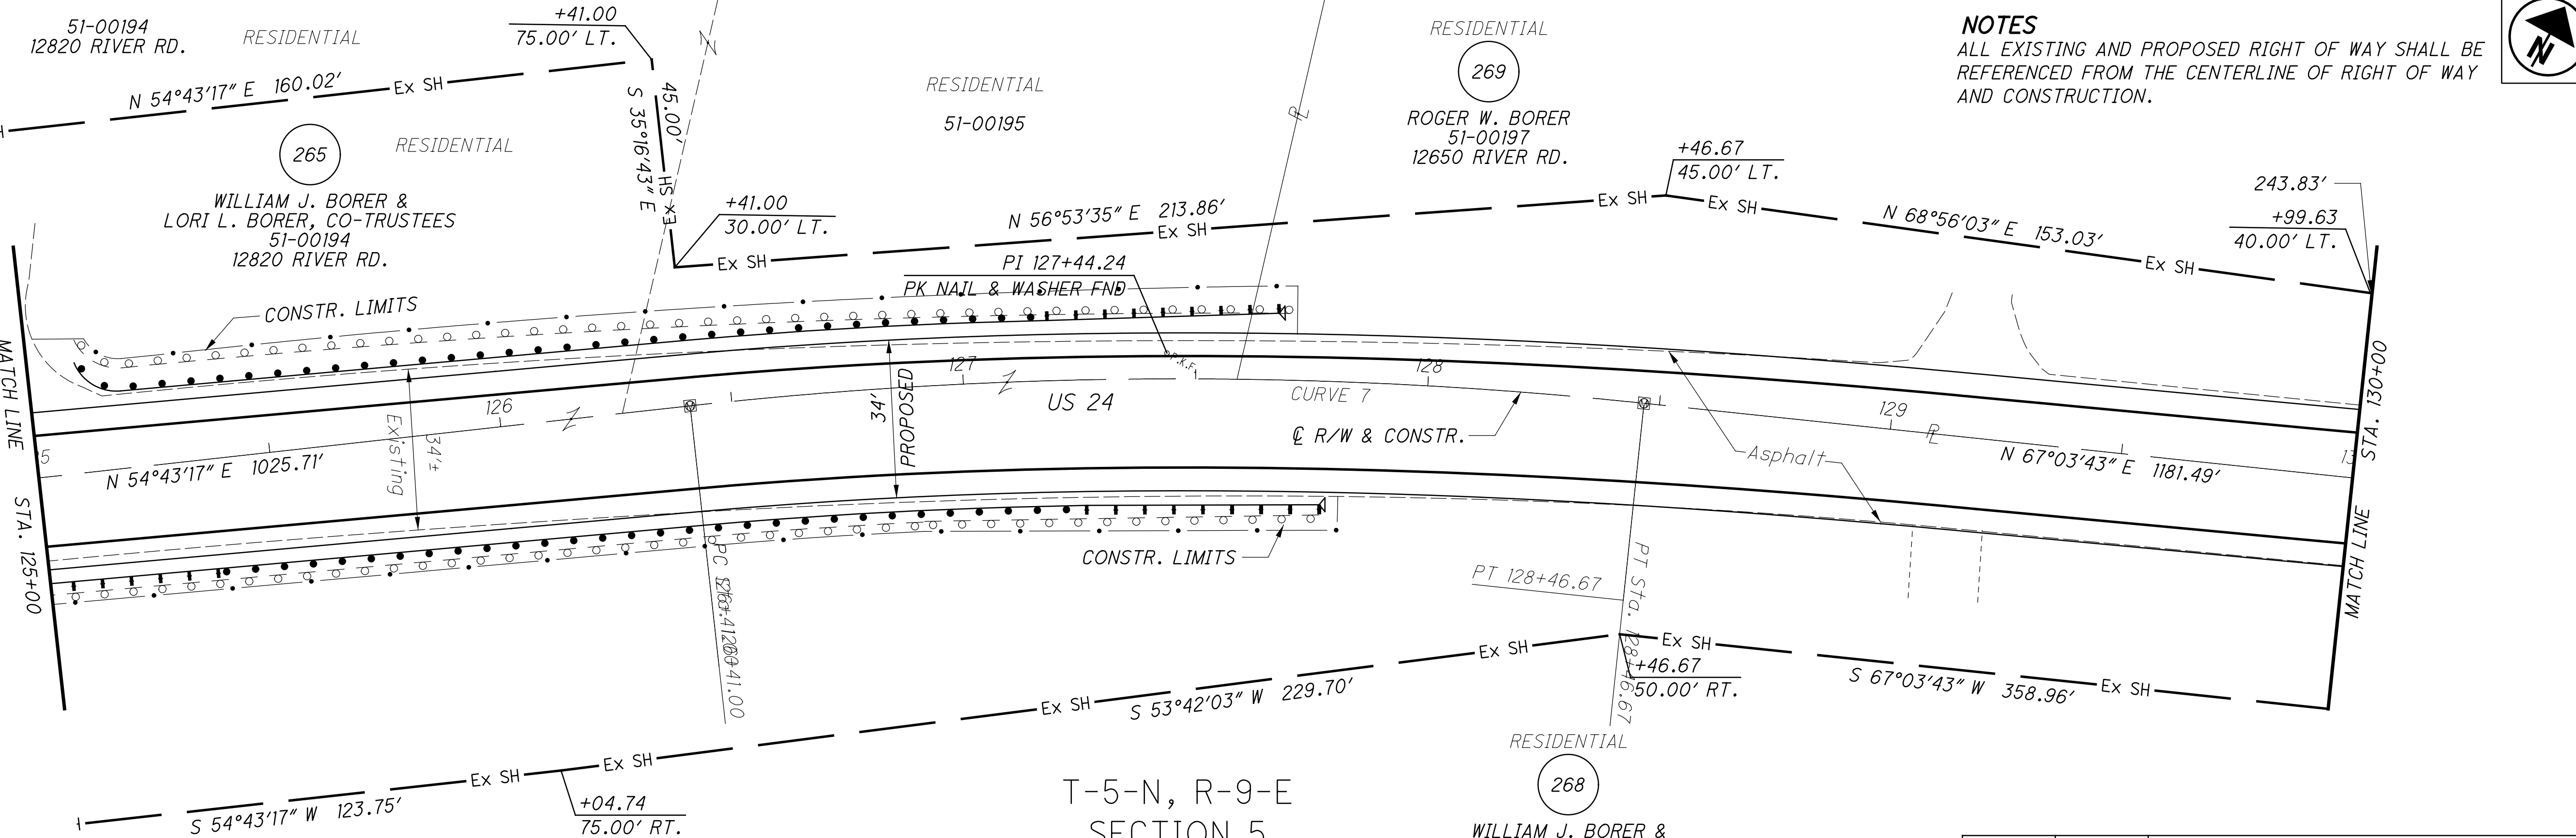 51-00194
12820 RIVER RD.
RESIDENTIAL
+41.00
75.00' LT.
N 54°43'17" E 160.02'
Ex SH
S 35°16'43" E
45.00'
Ex SH
265
RESIDENTIAL
WILLIAM J. BORER &
LORI L. BORER, CO-TRUSTEES
51-00194
12820 RIVER RD.
RESIDENTIAL
51-00195
RESIDENTIAL
269
ROGER W. BORER
51-00197
12650 RIVER RD.
NOTES
ALL EXISTING AND PROPOSED RIGHT OF WAY SHALL BE
REFERENCED FROM THE CENTERLINE OF RIGHT OF WAY
AND CONSTRUCTION.
N
+41.00
30.00' LT.
Ex SH
N 56°53'35" E 213.86'
Ex SH
Ex SH
+46.67
45.00' LT.
Ex SH
N 68°56'03" E 153.03'
Ex SH
243.83'
+99.63
40.00' LT.
PI 127+44.24
PK NAIL & WASHER FND
P.K.F.
CONSTR. LIMITS
MATCH LINE STA. 125+00
126
127
128
129
N 54°43'17" E 1025.71'
34'±
Existing
34'
PROPOSED
US 24
CURVE 7
℄ R/W & CONSTR.
Asphalt
N 67°03'43" E 1181.49'
MATCH LINE STA. 130+00
CONSTR. LIMITS
PT 128+46.67
PT Sta. 128+46.67
+46.67
50.00' RT.
Ex SH
Ex SH
S 67°03'43" W 358.96'
Ex SH
Ex SH
S 53°42'03" W 229.70'
Ex SH
Ex SH
S 54°43'17" W 123.75'
+04.74
75.00' RT.
T-5-N, R-9-E
SECTION 5
RESIDENTIAL
268
WILLIAM J. BORER &